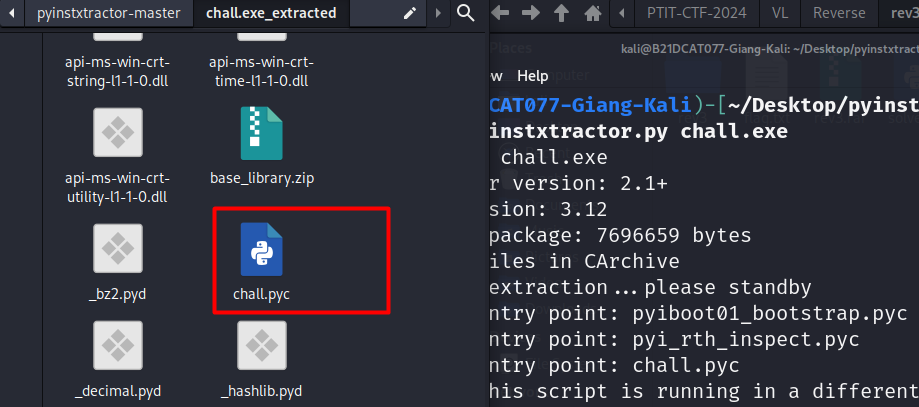 pyinstxtractor-master
chall.exe_extracted
api-ms-win-crt-
string-l1-1-0.dll
api-ms-win-crt-
time-l1-1-0.dll
api-ms-win-crt-
utility-l1-1-0.dll
base_library.zip
_bz2.pyd
chall.pyc
_decimal.pyd
_hashlib.pyd
PTIT-CTF-2024
VL
Reverse
rev3
Places
kali@B21DCAT077-Giang-Kali: ~/Desktop/pyinstxtract
w Help
CAT077-Giang-Kali)-[~/Desktop/pyinst
instxtractor.py chall.exe
chall.exe
r version: 2.1+
sion: 3.12
package: 7696659 bytes
iles in CArchive
extraction...please standby
ntry point: pyiboot01_bootstrap.pyc
ntry point: pyi_rth_inspect.pyc
ntry point: chall.pyc
his script is running in a different